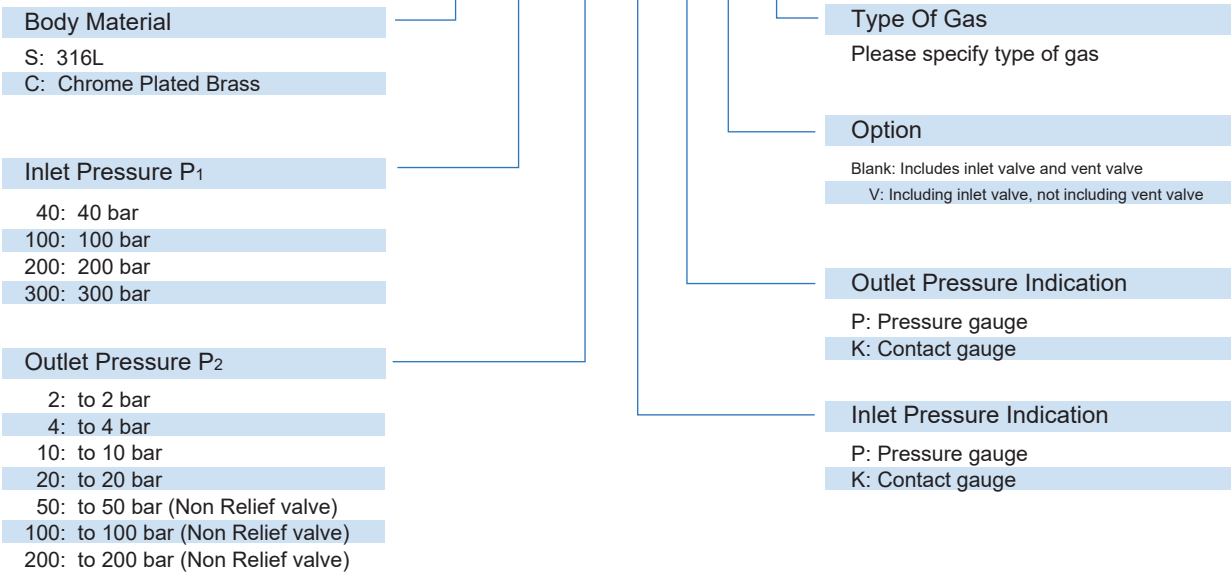 Body Material
S: 316L
C: Chrome Plated Brass
Inlet Pressure P1
40: 40 bar
100: 100 bar
200: 200 bar
300: 300 bar
Outlet Pressure P2
2: to 2 bar
4: to 4 bar
10: to 10 bar
20: to 20 bar
50: to 50 bar (Non Relief valve)
100: to 100 bar (Non Relief valve)
200: to 200 bar (Non Relief valve)
Type Of Gas
Please specify type of gas
Option
Blank: Includes inlet valve and vent valve
V: Including inlet valve, not including vent valve
Outlet Pressure Indication
P: Pressure gauge
K: Contact gauge
Inlet Pressure Indication
P: Pressure gauge
K: Contact gauge